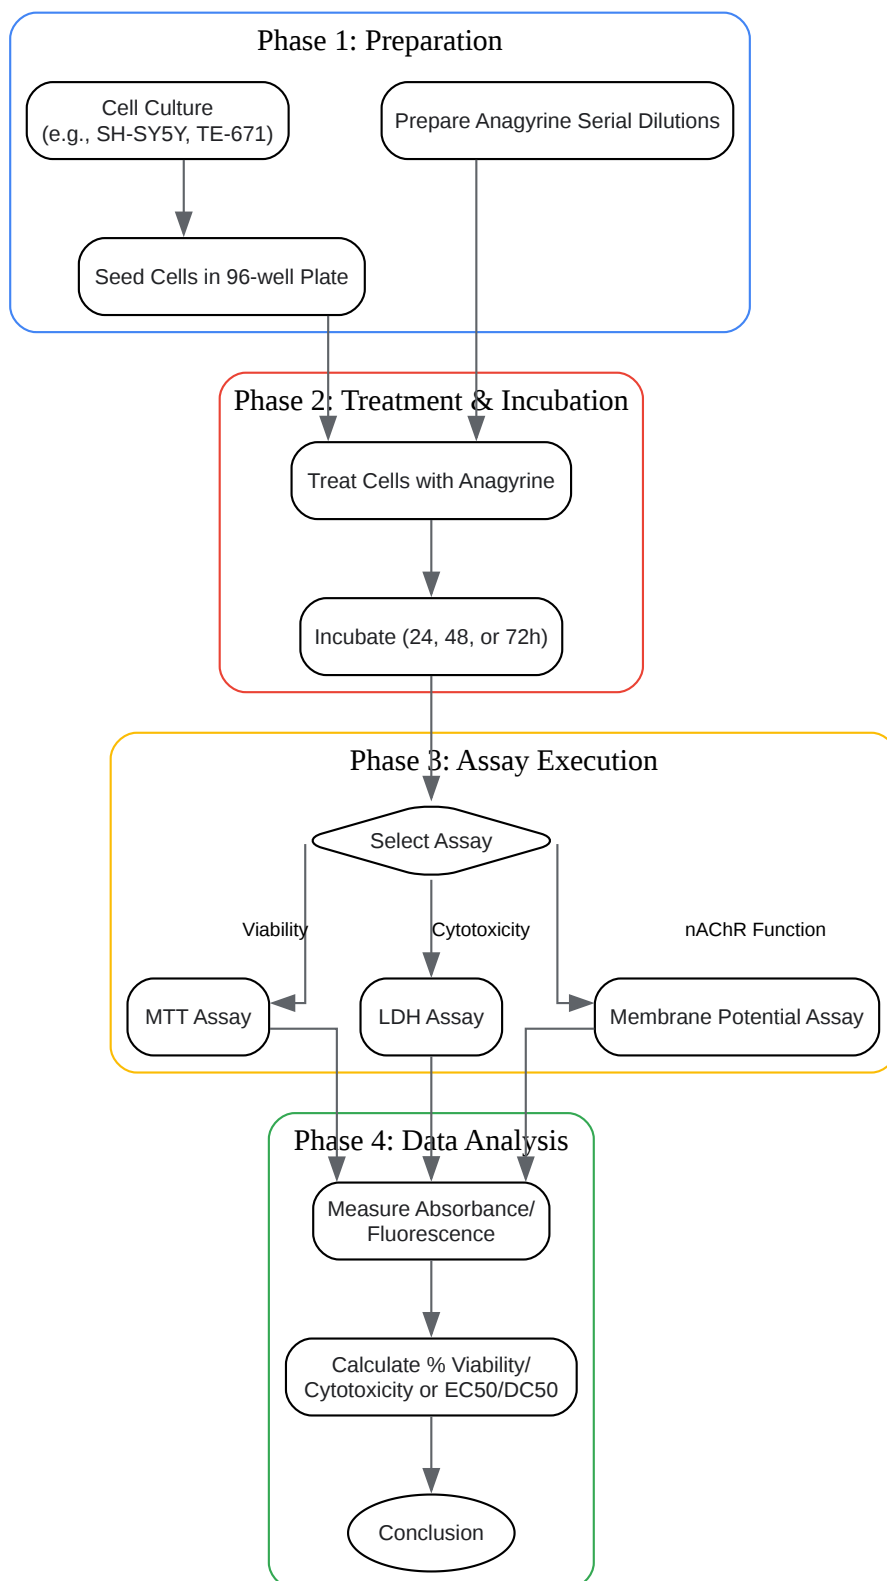 Phase 1: Preparation
Cell Culture
(e.g., SH-SY5Y, TE-671)
Prepare Anagyrine Serial Dilutions
Seed Cells in 96-well Plate
Phase 2: Treatment & Incubation
Treat Cells with Anagyrine
Incubate (24, 48, or 72h)
Phase 3: Assay Execution
Select Assay
Viability
Cytotoxicity
nAChR Function
MTT Assay
LDH Assay
Membrane Potential Assay
Phase 4: Data Analysis
Measure Absorbance/
Fluorescence
Calculate % Viability/
Cytotoxicity or EC50/DC50
Conclusion